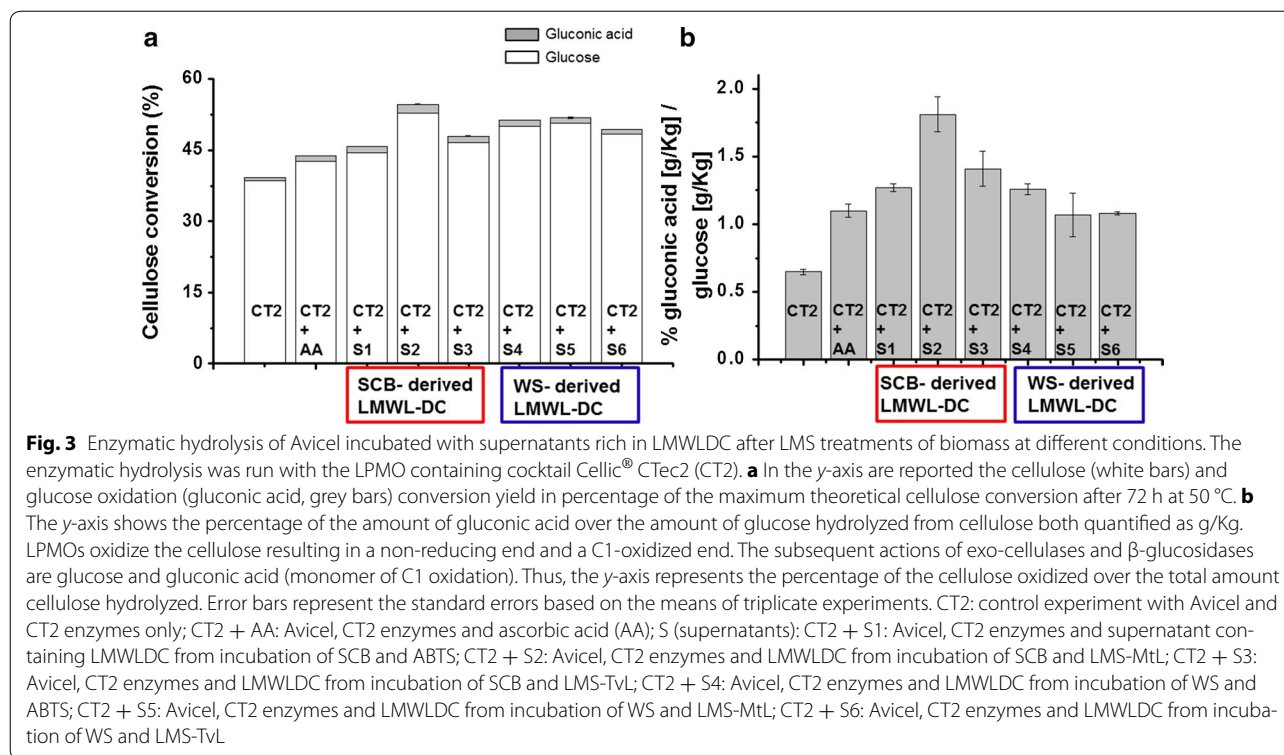 a
Gluconic acid
Glucose
b
Cellulose conversion (%)
60
45
30
15
0
CT2
CT2 + AA
CT2 + S1
CT2 + S2
CT2 + S3
CT2 + S4
CT2 + S5
CT2 + S6
SCB- derived
LMWL-DC
WS- derived
LMWL-DC
% gluconic acid [g/Kg] /
glucose [g/Kg]
2.0
1.5
1.0
0.5
0.0
CT2
CT2 + AA
CT2 + S1
CT2 + S2
CT2 + S3
CT2 + S4
CT2 + S5
CT2 + S6
SCB- derived
LMWL-DC
WS- derived
LMWL-DC
Fig. 3 Enzymatic hydrolysis of Avicel incubated with supernatants rich in LMWLDC after LMS treatments of biomass at different conditions. The
enzymatic hydrolysis was run with the LPMO containing cocktail Cellic® CTec2 (CT2). a In the y-axis are reported the cellulose (white bars) and
glucose oxidation (gluconic acid, grey bars) conversion yield in percentage of the maximum theoretical cellulose conversion after 72 h at 50 °C. b
The y-axis shows the percentage of the amount of gluconic acid over the amount of glucose hydrolyzed from cellulose both quantified as g/Kg.
LPMOs oxidize the cellulose resulting in a non-reducing end and a C1-oxidized end. The subsequent actions of exo-cellulases and β-glucosidases
are glucose and gluconic acid (monomer of C1 oxidation). Thus, the y-axis represents the percentage of the cellulose oxidized over the total amount
cellulose hydrolyzed. Error bars represent the standard errors based on the means of triplicate experiments. CT2: control experiment with Avicel and
CT2 enzymes only; CT2 + AA: Avicel, CT2 enzymes and ascorbic acid (AA); S (supernatants): CT2 + S1: Avicel, CT2 enzymes and supernatant con-
taining LMWLDC from incubation of SCB and ABTS; CT2 + S2: Avicel, CT2 enzymes and LMWLDC from incubation of SCB and LMS-MtL; CT2 + S3:
Avicel, CT2 enzymes and LMWLDC from incubation of SCB and LMS-TvL; CT2 + S4: Avicel, CT2 enzymes and LMWLDC from incubation of WS and
ABTS; CT2 + S5: Avicel, CT2 enzymes and LMWLDC from incubation of WS and LMS-MtL; CT2 + S6: Avicel, CT2 enzymes and LMWLDC from incuba-
tion of WS and LMS-TvL